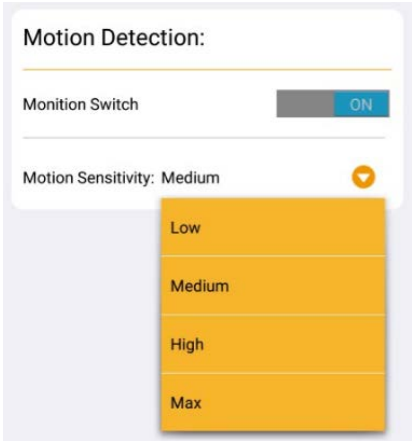 Motion Detection:
Monition Switch
ON
Motion Sensitivity: Medium
Low
Medium
High
Max